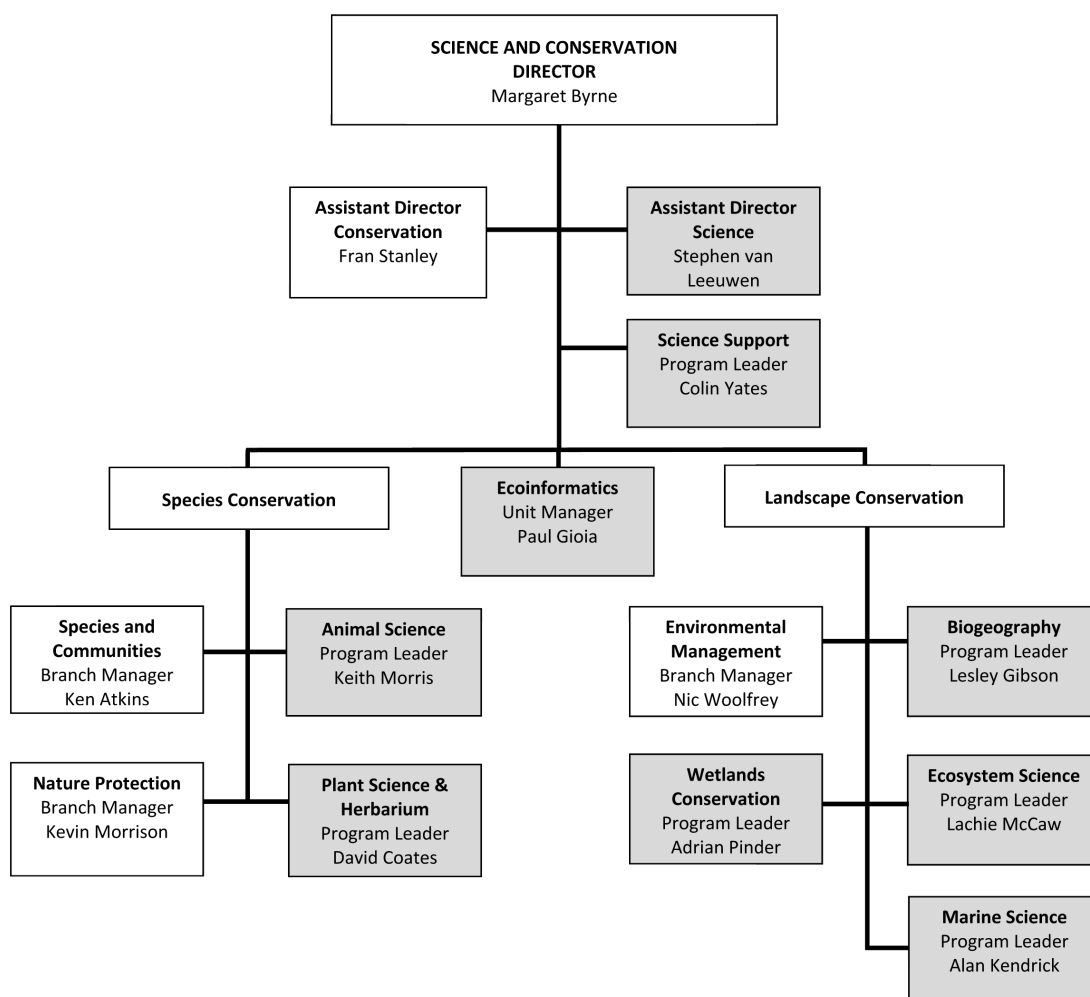 SCIENCE AND CONSERVATION
DIRECTOR
Margaret Byrne
Assistant Director
Conservation
Fran Stanley
Assistant Director
Science
Stephen van
Leeuwen
Science Support
Program Leader
Colin Yates
Species Conservation
Ecoinformatics
Unit Manager
Paul Gioia
Landscape Conservation
Species and
Communities
Branch Manager
Ken Atkins
Animal Science
Program Leader
Keith Morris
Environmental
Management
Branch Manager
Nic Woolfrey
Biogeography
Program Leader
Lesley Gibson
Nature Protection
Branch Manager
Kevin Morrison
Plant Science &
Herbarium
Program Leader
David Coates
Wetlands
Conservation
Program Leader
Adrian Pinder
Ecosystem Science
Program Leader
Lachie McCaw
Marine Science
Program Leader
Alan Kendrick